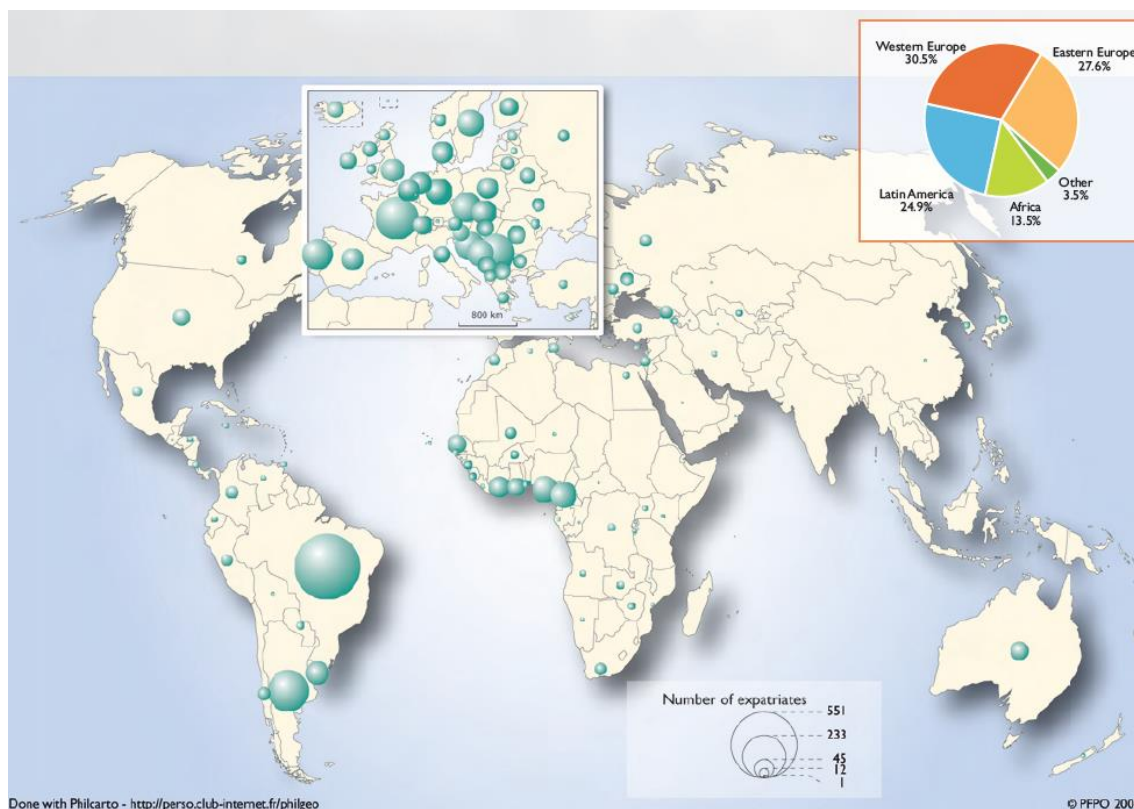 Western Europe
30.5%
Eastern Europe
27.6%
Latin America
24.9%
Africa
13.5%
Other
3.5%
800 km
Number of expatriates
551
233
45
12
1
Done with Philcarto - http://perso.club-internet.fr/philgeo
© PFPO